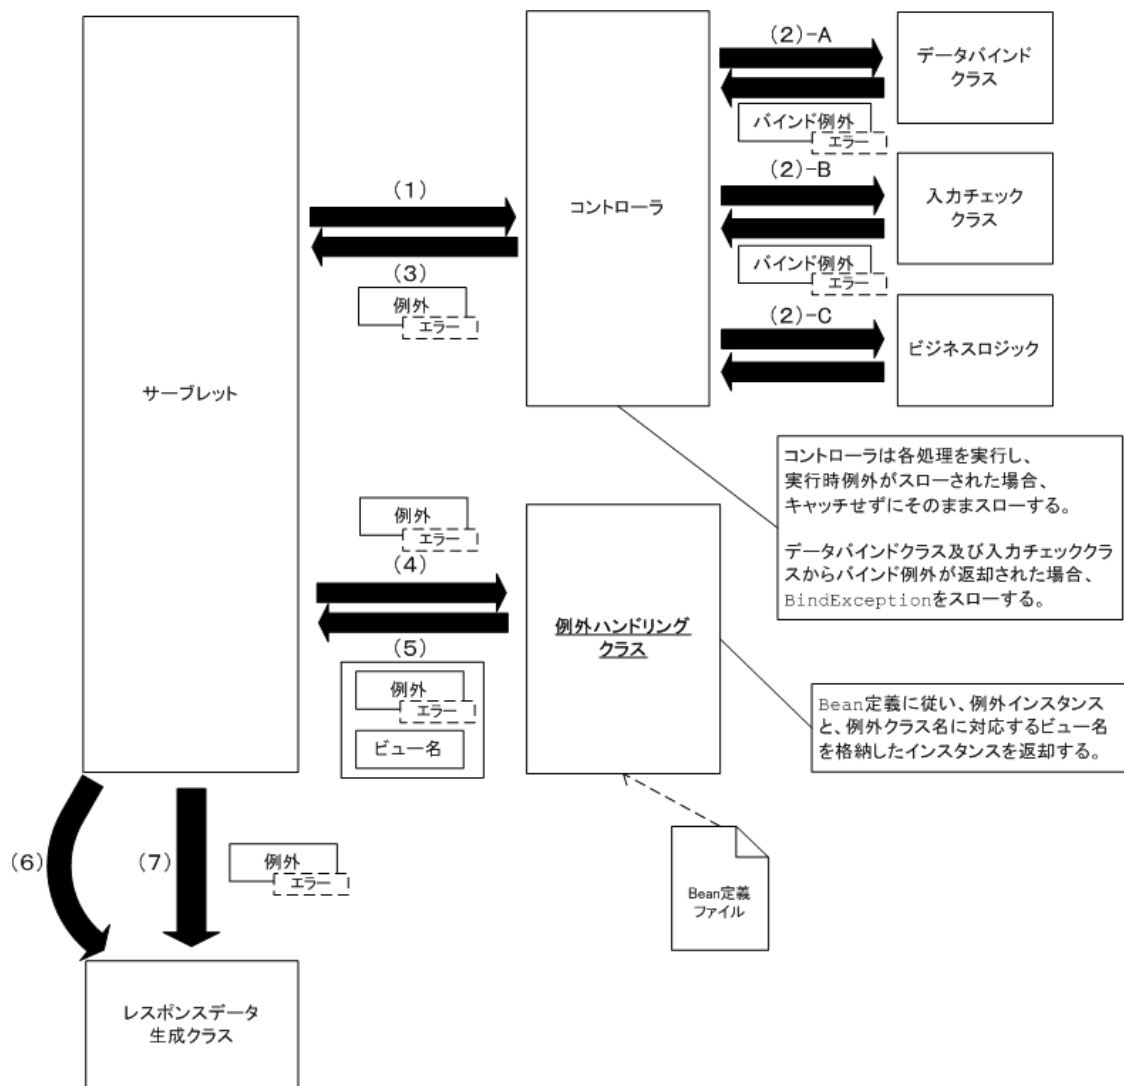 (2)-A
データバインド
クラス
バインド例外
エラー
(2)-B
入力チェック
クラス
バインド例外
エラー
(1)
コントローラ
(3)
例外
エラー
(2)-C
ビジネスロジック
サーブレット
コントローラは各処理を実行し、
実行時例外がスローされた場合、
キャッチせずにそのままスローする。
データバインドクラス及び入力チェッククラ
スからバインド例外が返却された場合、
BindExceptionをスローする。
例外
エラー
(4)
例外ハンドリング
クラス
(5)
例外
エラー
ビュー名
Bean定義に従い、例外インスタンス
と、例外クラス名に対応するビュー名
を格納したインスタンスを返却する。
(6)
(7)
例外
エラー
Bean定義
ファイル
レスポンスデータ
生成クラス